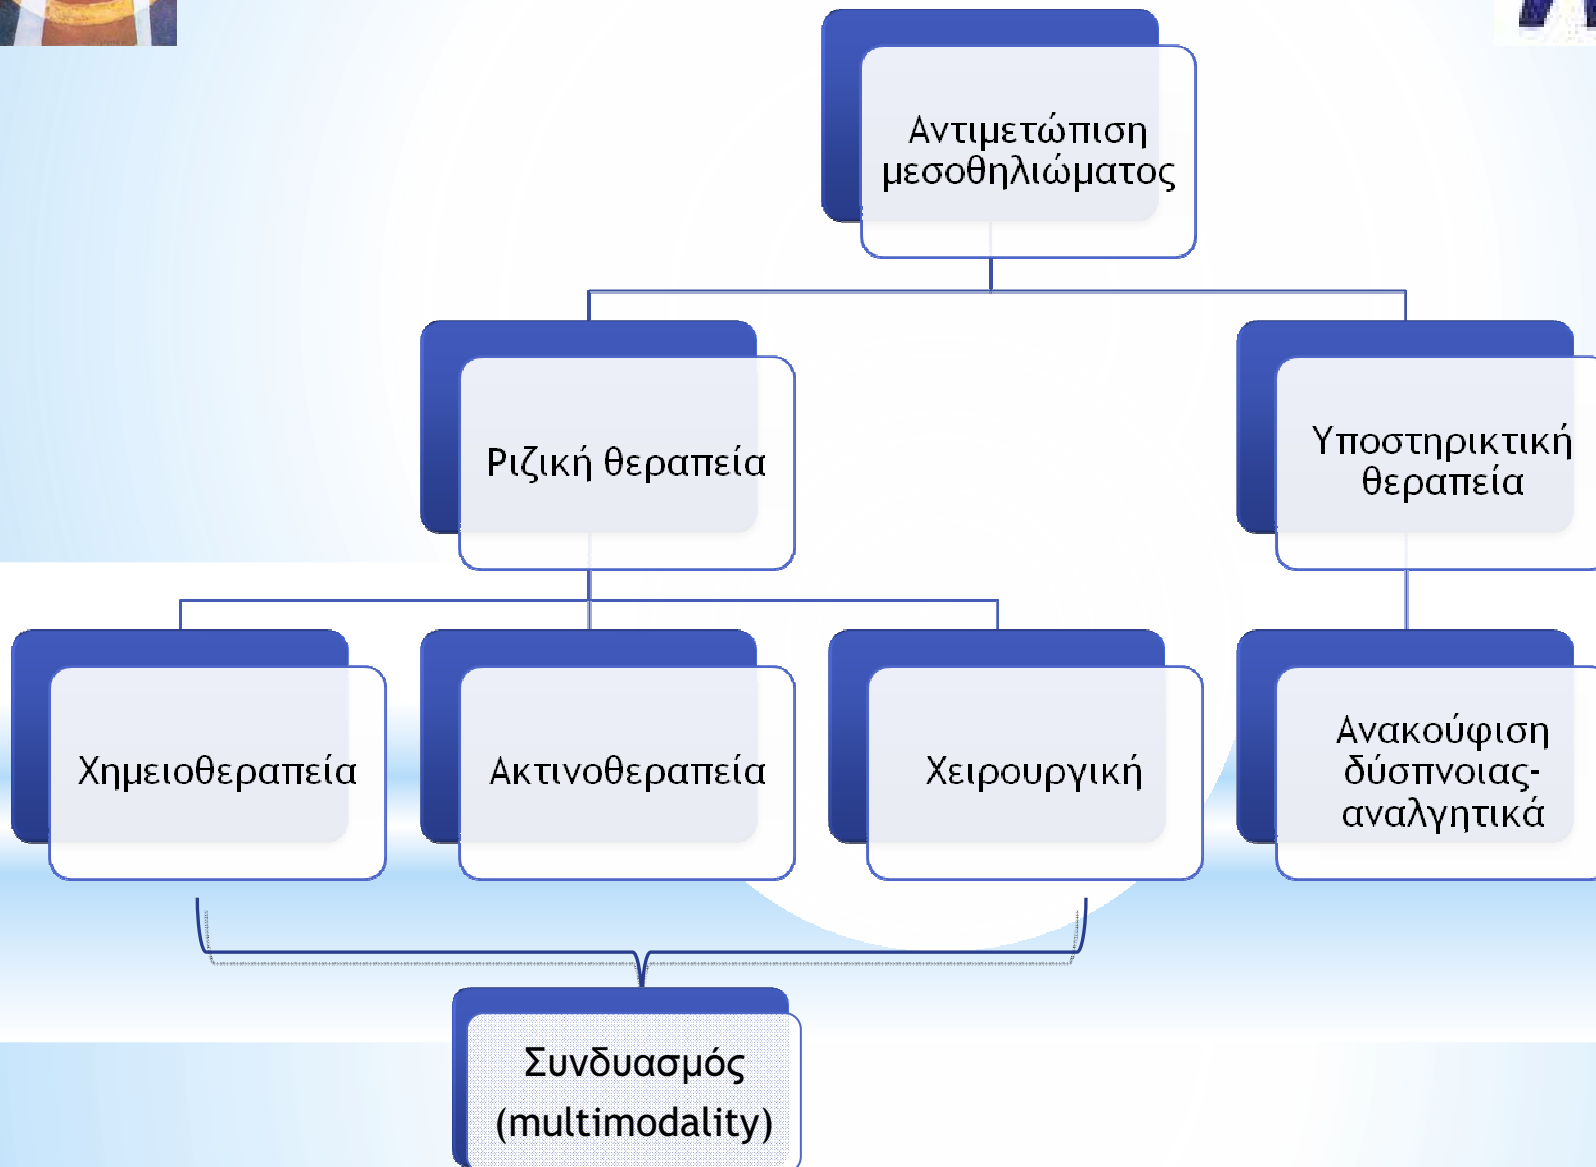 Αντιμετώπιση
μεσοθηλιώματος
Ριζική θεραπεία
Υποστηρικτική
θεραπεία
Χημειοθεραπεία
Ακτινοθεραπεία
Χειρουργική
Ανακούφιση
δύσπνοιας-
αναλγητικά
Συνδυασμός
(multimodality)